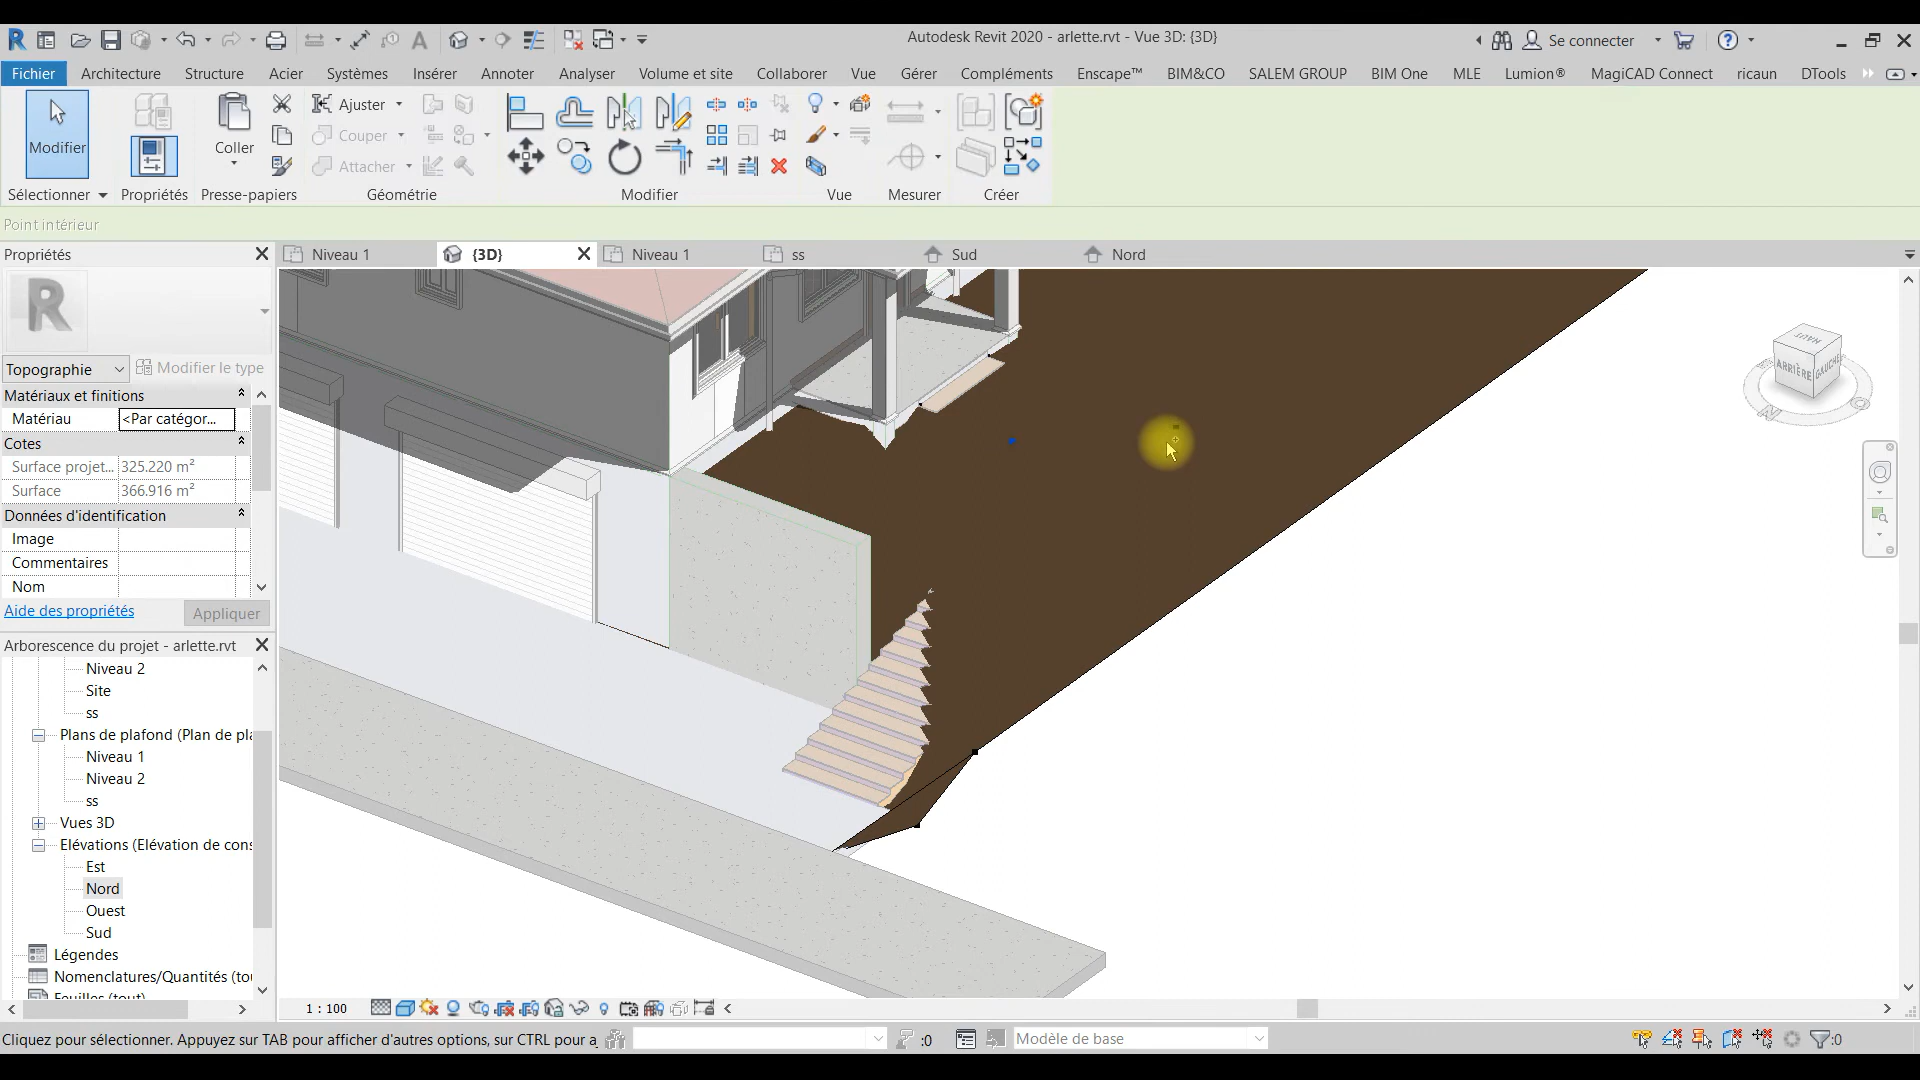 Autodesk Revit 2020 - arlette.rvt - Vue 3D: {3D}
Se connecter
Fichier Architecture Structure Acier Systèmes Insérer Annoter Analyser Volume et site Collaborer Vue Gérer Compléments Enscape™ BIM&CO SALEM GROUP BIM One MLE Lumion® MagiCAD Connect ricaun DTools
Modifier
Coller
Ajuster
Couper
Attacher
Sélectionner Propriétés Presse-papiers Géométrie Modifier Vue Mesurer Créer
Point intérieur
Propriétés
Niveau 1 {3D} Niveau 1 ss Sud Nord
Topographie
Modifier le type
Matériaux et finitions
Matériau <Par catégor...
Cotes
Surface projet... 325.220 m²
Surface 366.916 m²
Données d'identification
Image
Commentaires
Nom
Aide des propriétés Appliquer
Arborescence du projet - arlette.rvt
Niveau 2
Site
ss
Plans de plafond (Plan de pla
Niveau 1
Niveau 2
ss
Vues 3D
Elévations (Elévation de cons
Est
Nord
Ouest
Sud
Légendes
Nomenclatures/Quantités (tou
Feuilles (tout)
HAUT
ARRIÈRE
GAUCHE
N
1 : 100
Cliquez pour sélectionner. Appuyez sur TAB pour afficher d'autres options, sur CTRL pour a
:0
Modèle de base
:0